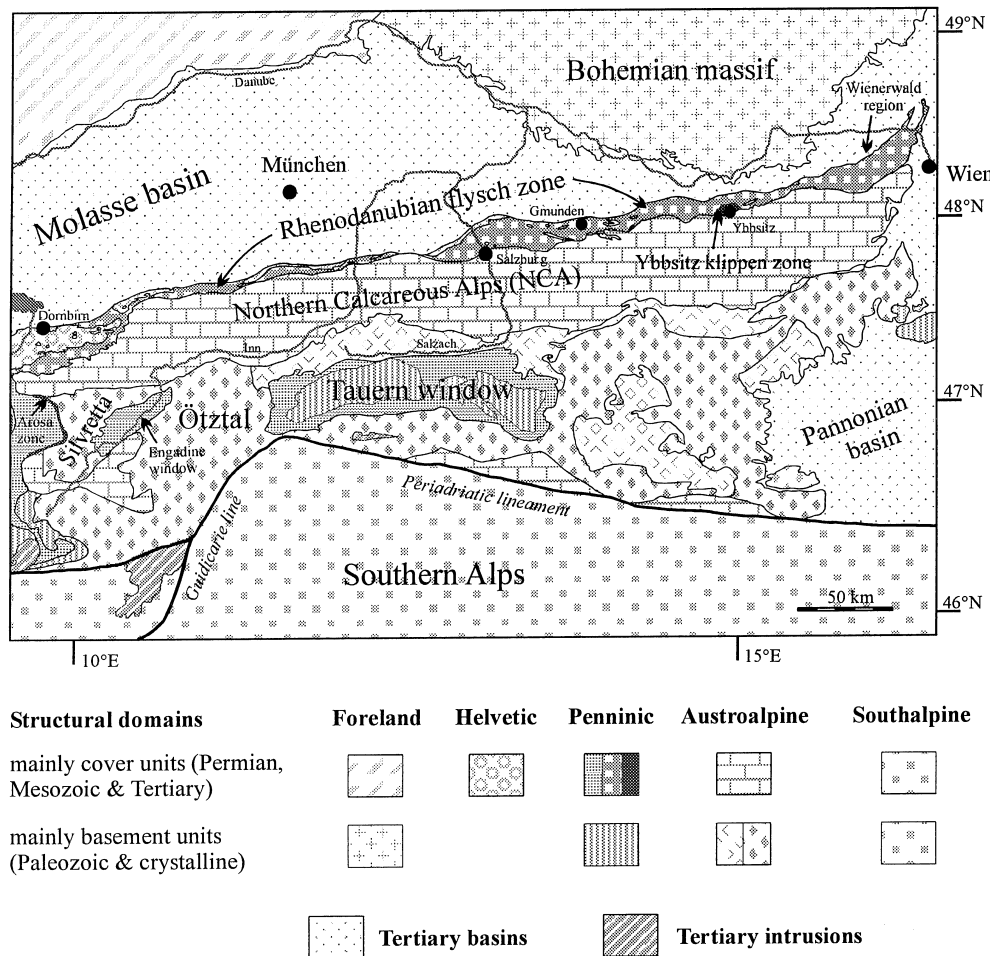 49°N
Bohemian massif
Danube
Wienerwald
region
München
Wien
Molasse basin
Rhenodanubian flysch zone
48°N
Gmunden
Ybbsitz
Salzburg
Ybbsitz klippen zone
Northern Calcareous Alps (NCA)
Dornbirn
Inn
Salzach
47°N
Tauern window
Arosa
zone
Silvretta
Ötztal
Engadine
window
Pannonian
basin
Periadriatic lineament
Guidicarie line
Southern Alps
50 km
46°N
10°E
15°E
Structural domains Foreland Helvetic Penninic Austroalpine Southalpine
mainly cover units (Permian,
Mesozoic & Tertiary)
mainly basement units
(Paleozoic & crystalline)
Tertiary basins Tertiary intrusions